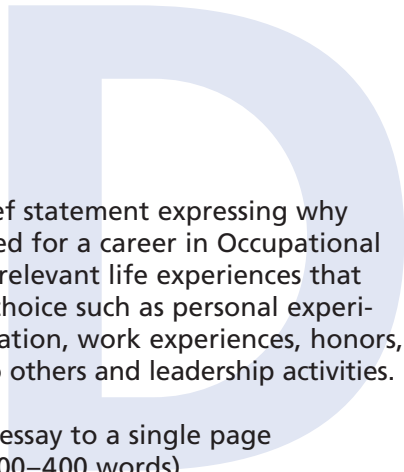 ef statement expressing why
ed for a career in Occupational
relevant life experiences that
choice such as personal experi-
ation, work experiences, honors,
o others and leadership activities.
essay to a single page
00–400 words)
D